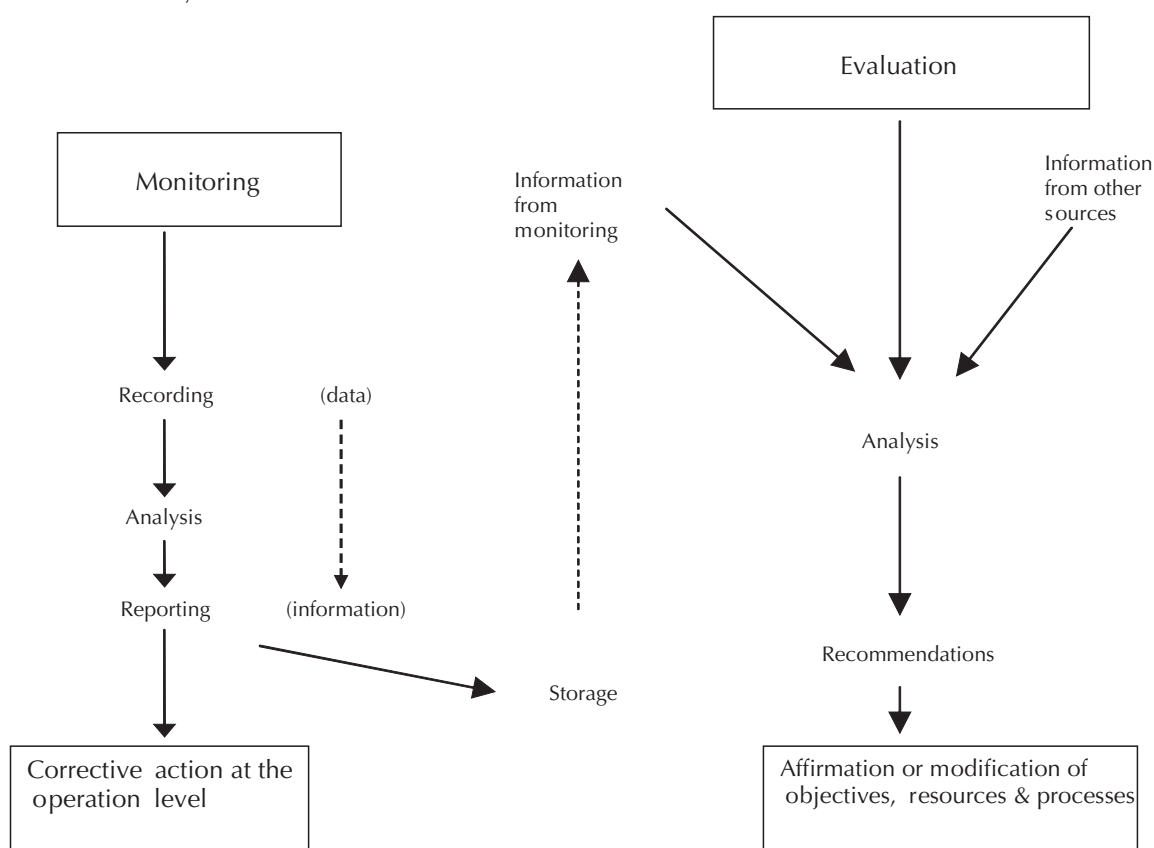 Evaluation
Monitoring
Information
from
monitoring
Information
from other
sources
Recording
(data)
Analysis
Analysis
Reporting
(information)
Recommendations
Storage
Corrective action at the
operation level
Affirmation or modification of
objectives, resources & processes